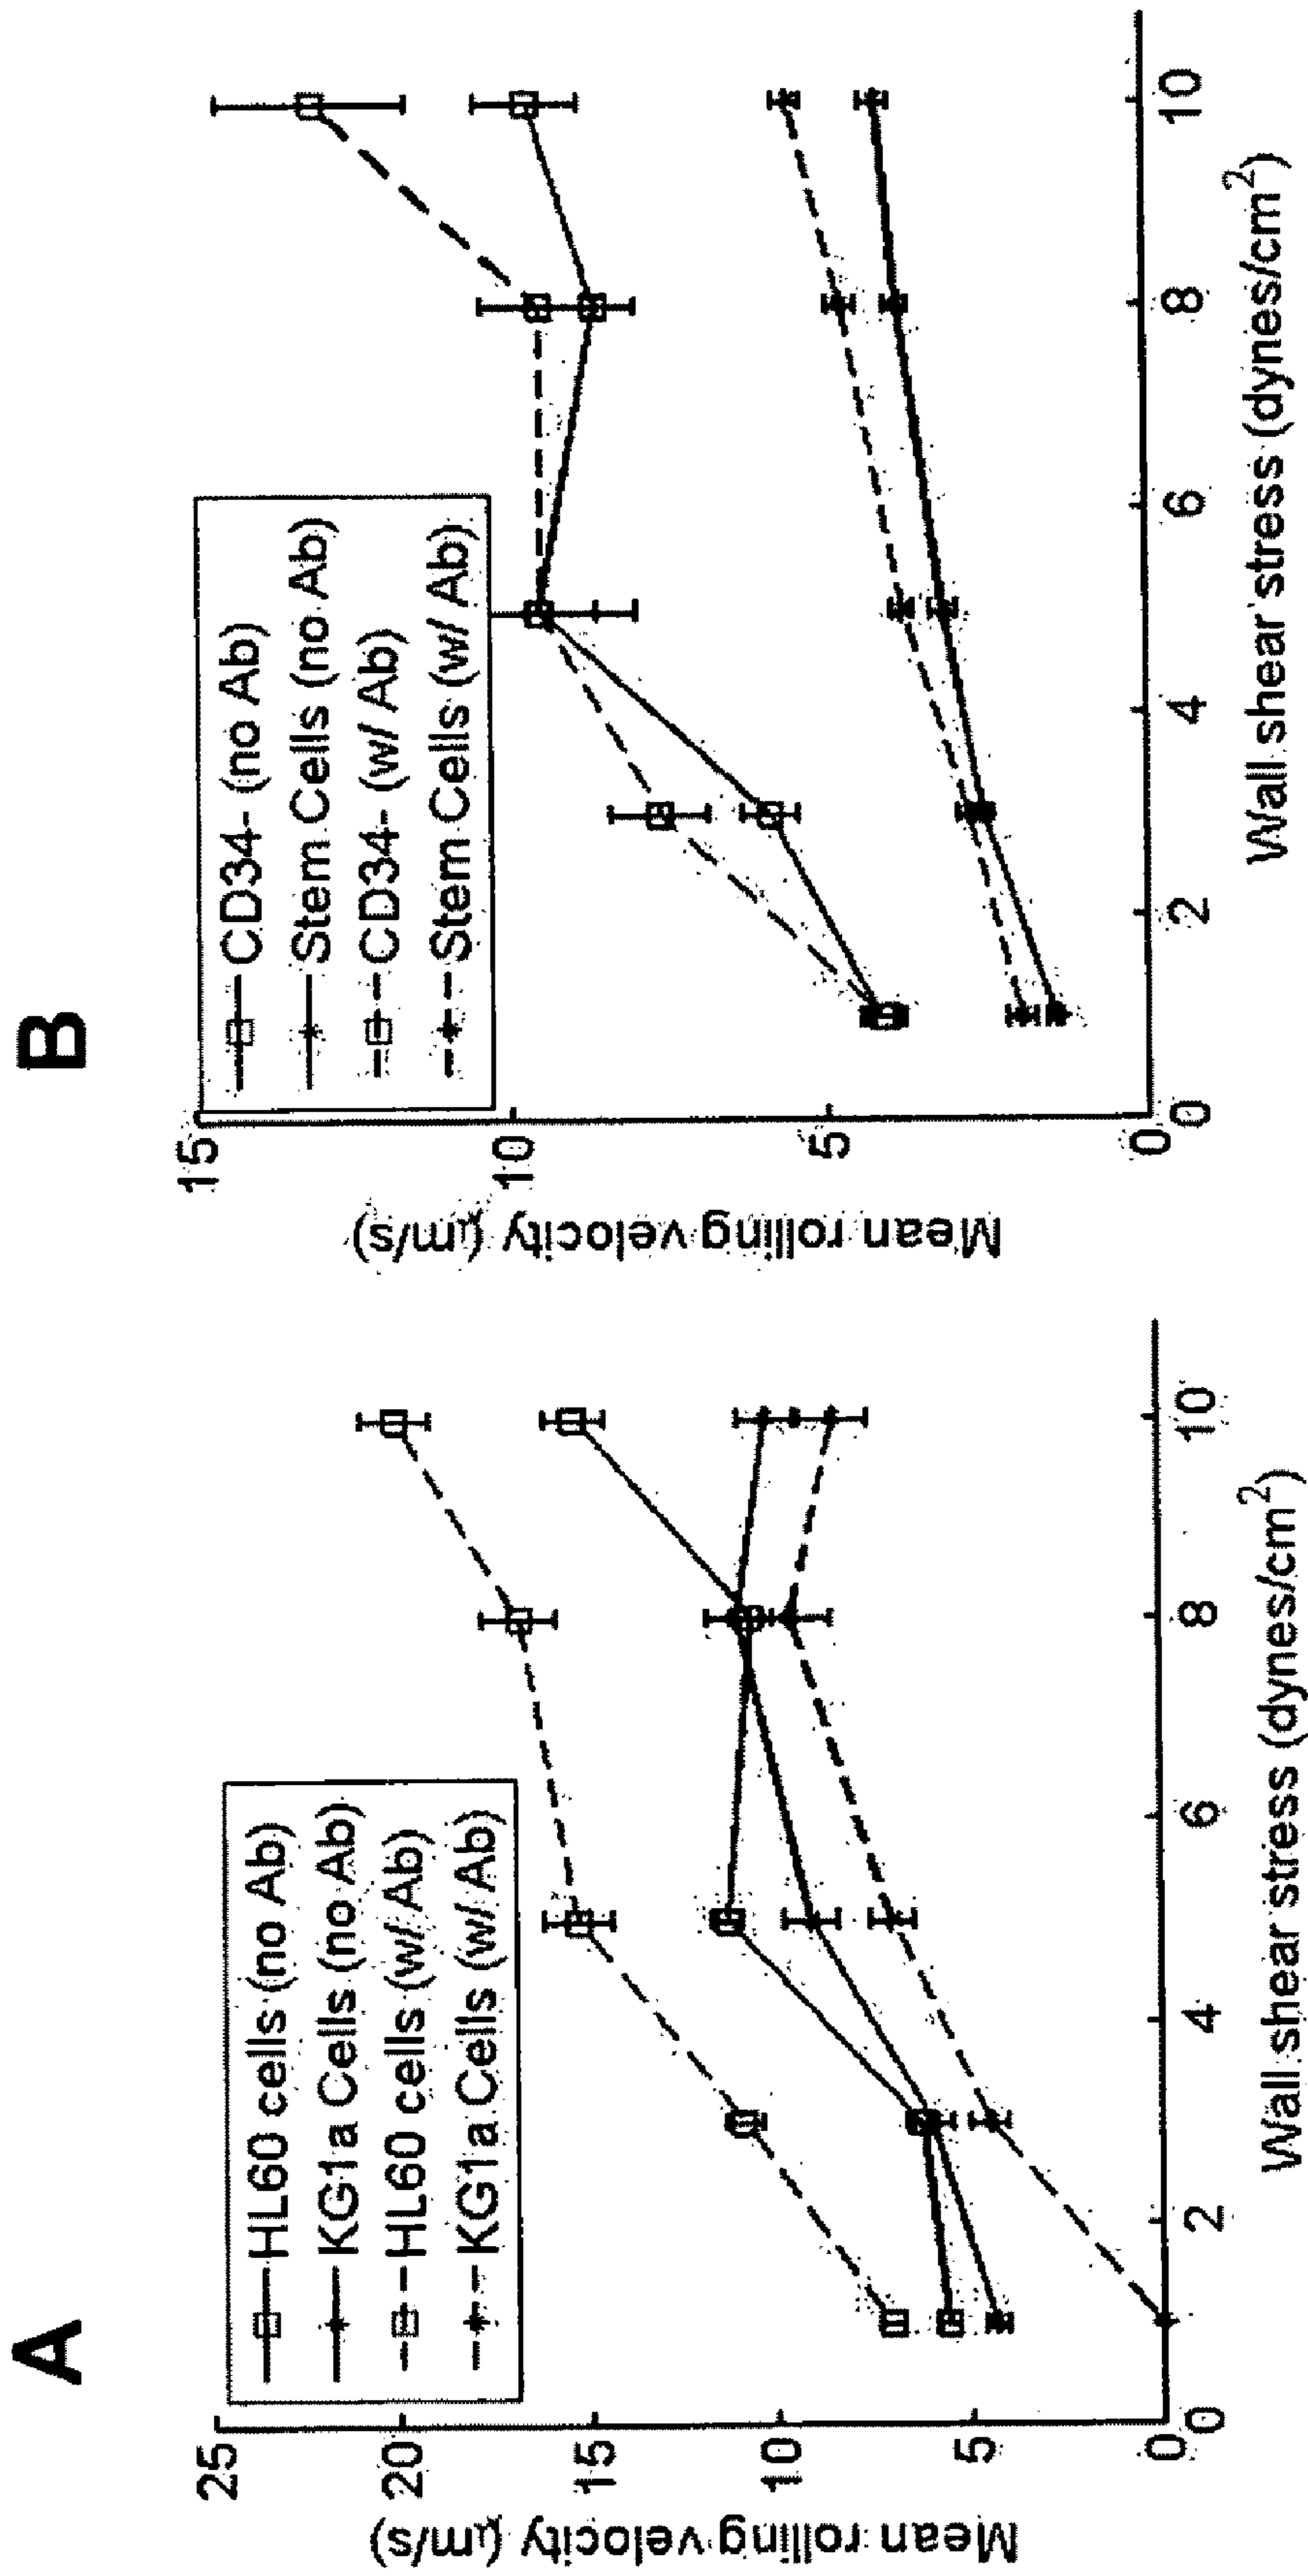 A
25
20
15
10
5
0
Mean rolling velocity (μm/s)
HL60 cells (no Ab)
KG1a Cells (no Ab)
HL60 cells (w/ Ab)
KG1a Cells (w/ Ab)
0 2 4 6 8 10
Wall shear stress (dynes/cm²)
B
15
10
5
0
Mean rolling velocity (μm/s)
CD34- (no Ab)
Stem Cells (no Ab)
CD34- (w/ Ab)
Stem Cells (w/ Ab)
0 2 4 6 8 10
Wall shear stress (dynes/cm²)